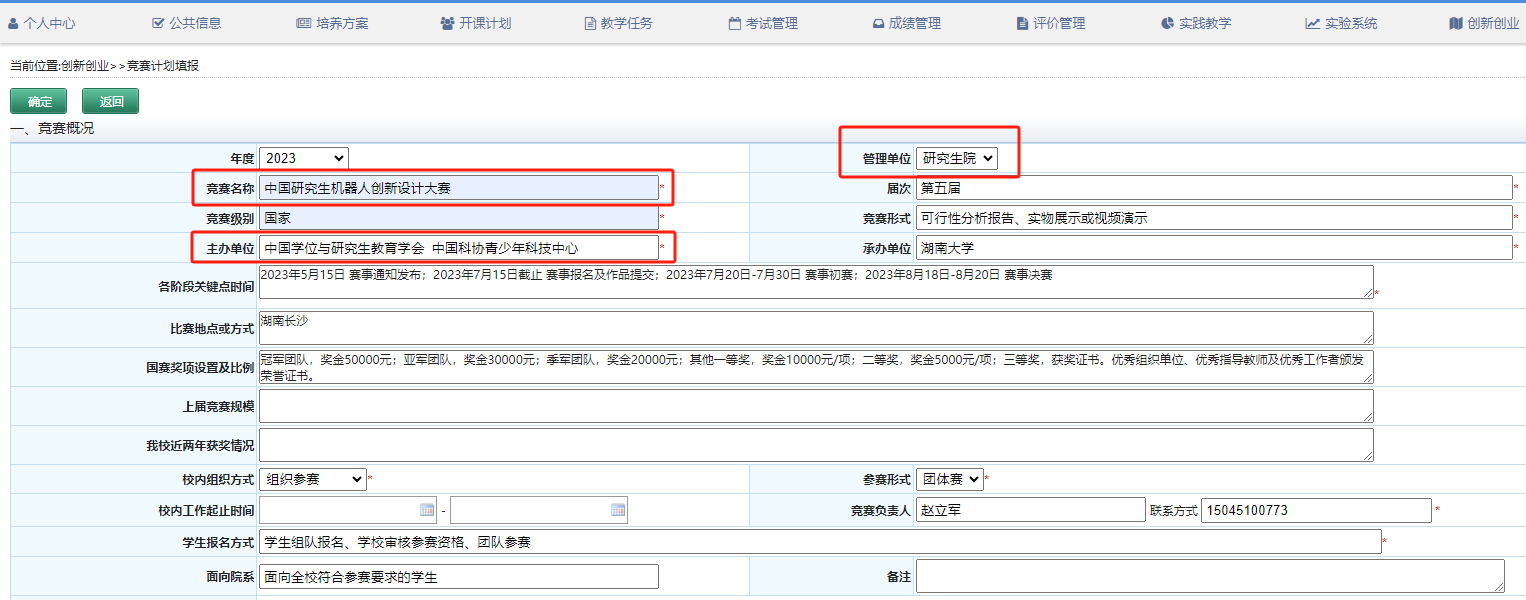 个人中心 公共信息 培养方案 开课计划 教学任务 考试管理 成绩管理 评价管理 实践教学 实验系统 创新创业
当前位置:创新创业>>竞赛计划填报
确定 返回
一、竞赛概况
年度 2023 管理单位 研究生院
竞赛名称 中国研究生机器人创新设计大赛 * 届次 第五届 *
竞赛级别 国家 * 竞赛形式 可行性分析报告、实物展示或视频演示 *
主办单位 中国学位与研究生教育学会 中国科协青少年科技中心 * 承办单位 湖南大学 *
各阶段关键点时间 2023年5月15日 赛事通知发布；2023年7月15日截止 赛事报名及作品提交；2023年7月20日-7月30日 赛事初赛；2023年8月18日-8月20日 赛事决赛 *
比赛地点或方式 湖南长沙
国赛奖项设置及比例 冠军团队，奖金50000元；亚军团队，奖金30000元；季军团队，奖金20000元；其他一等奖，奖金10000元/项；二等奖，奖金5000元/项；三等奖，获奖证书。优秀组织单位、优秀指导教师及优秀工作者颁发
荣誉证书。
上届竞赛规模
我校近两年获奖情况
校内组织方式 组织参赛 * 参赛形式 团体赛 *
校内工作起止时间 - 竞赛负责人 赵立军 联系方式 15045100773 *
学生报名方式 学生组队报名、学校审核参赛资格、团队参赛 *
面向院系 面向全校符合参赛要求的学生 备注